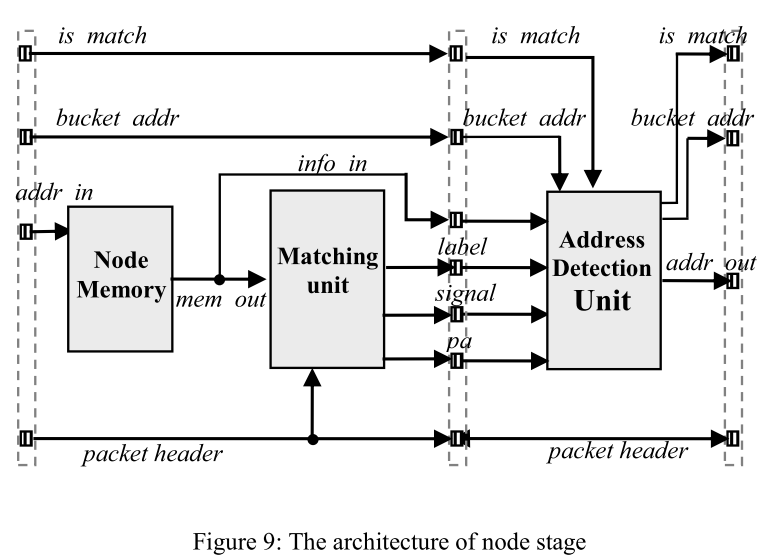 is match
is match
is match
bucket addr
bucket addr
bucket addr
info in
addr in
Node
Memory
mem out
Matching
unit
label
signal
pa
Address
Detection
Unit
addr out
packet header
packet header
Figure 9: The architecture of node stage